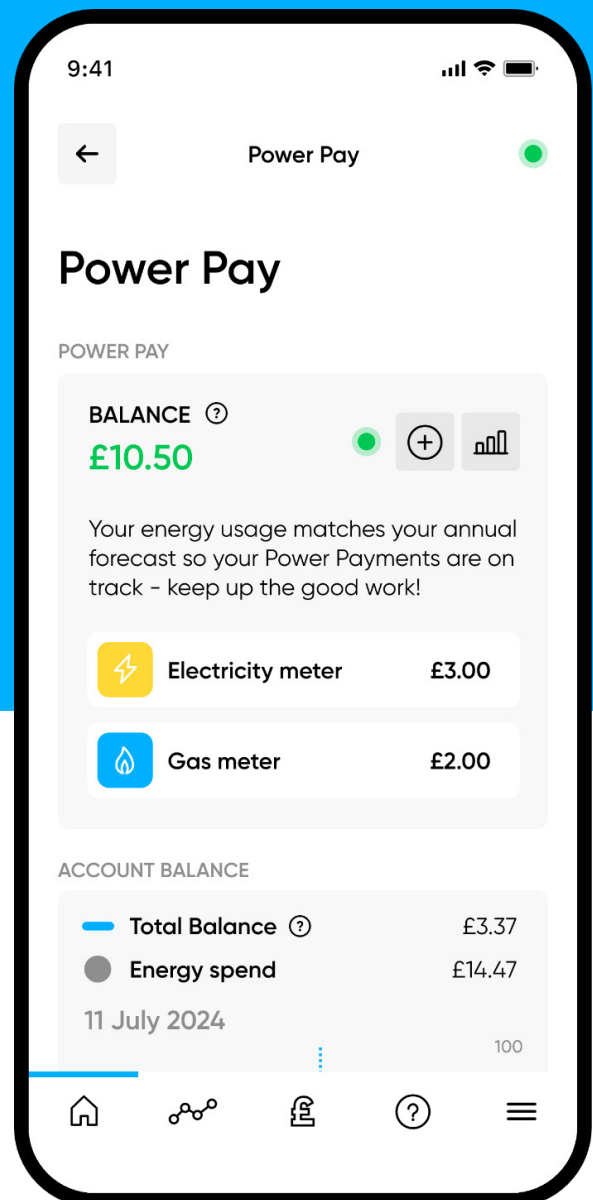 9:41
Power Pay
Power Pay
POWER PAY
BALANCE ?
£10.50
Your energy usage matches your annual
forecast so your Power Payments are on
track - keep up the good work!
Electricity meter £3.00
Gas meter £2.00
ACCOUNT BALANCE
Total Balance ? £3.37
Energy spend £14.47
11 July 2024
100
£
?